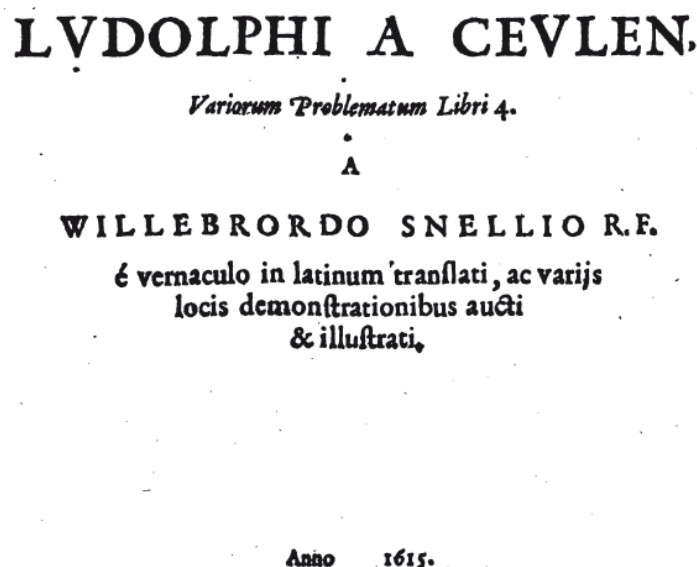 LVDOLPHI A CEVLEN,
Variorum Problematum Libri 4.
A
WILLEBRORDO SNELLIO R. F.
é vernaculo in latinum tranſlati, ac varijs
locis demonſtrationibus aucti
& illuſtrati,
Anno 1615.